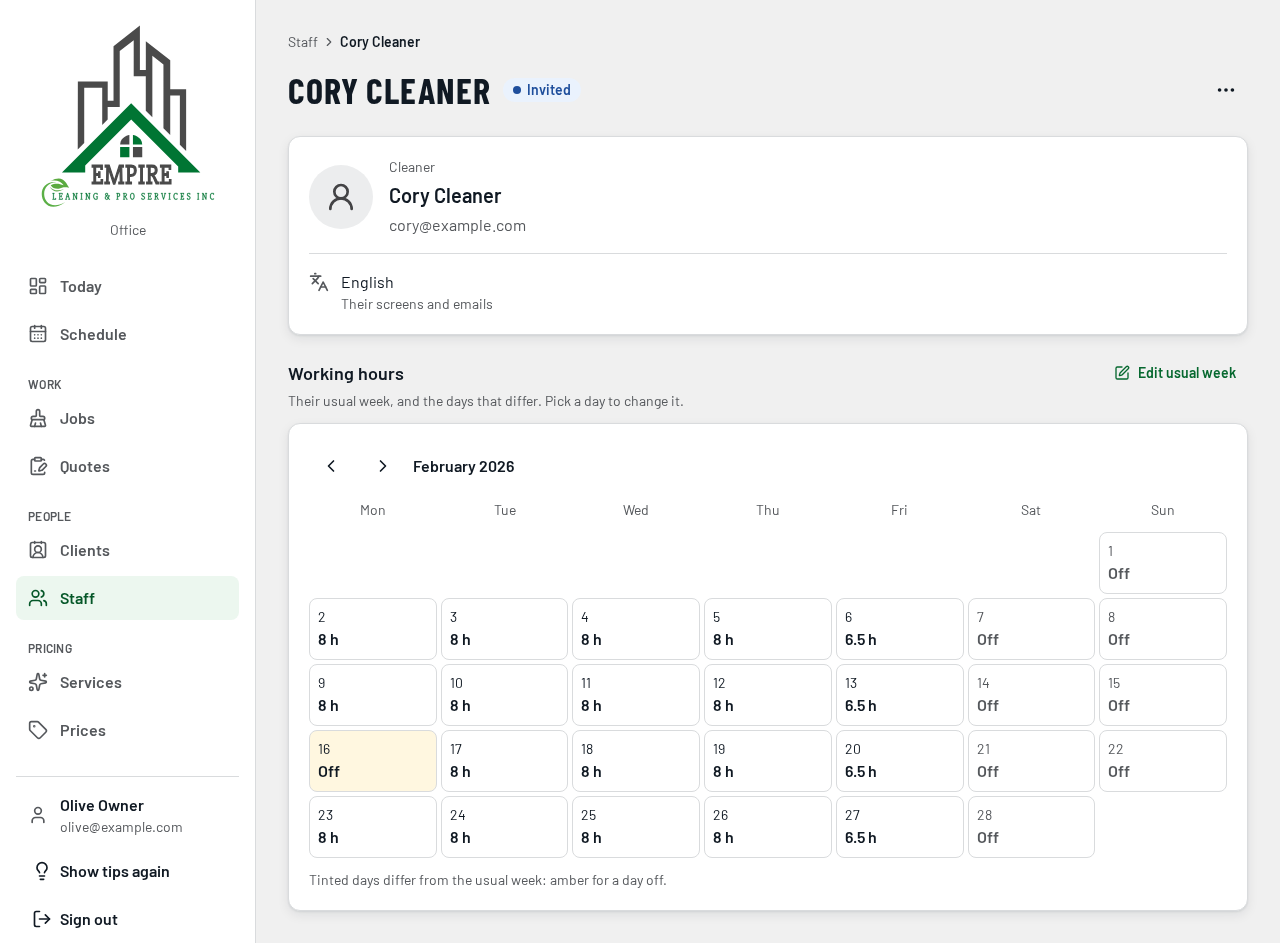 EMPIRE
LEANING & PRO SERVICES INC
Office
Today
Schedule
WORK
Jobs
Quotes
PEOPLE
Clients
Staff
PRICING
Services
Prices
Olive Owner
olive@example.com
Show tips again
Sign out
Staff > Cory Cleaner
CORY CLEANER
Invited
Cleaner
Cory Cleaner
cory@example.com
English
Their screens and emails
Working hours
Edit usual week
Their usual week, and the days that differ. Pick a day to change it.
February 2026
Mon Tue Wed Thu Fri Sat Sun
1
Off
2 3 4 5 6 7 8
8 h 8 h 8 h 8 h 6.5 h Off Off
9 10 11 12 13 14 15
8 h 8 h 8 h 8 h 6.5 h Off Off
16 17 18 19 20 21 22
Off 8 h 8 h 8 h 6.5 h Off Off
23 24 25 26 27 28
8 h 8 h 8 h 8 h 6.5 h Off
Tinted days differ from the usual week: amber for a day off.